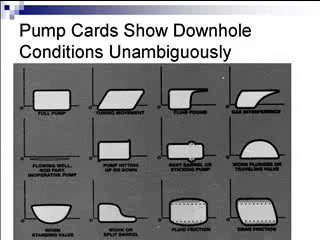 Pump Cards Show Downhole
Conditions Unambiguously
FULL PUMP
TUBING MOVEMENT
FLUID POUND
GAS INTERFERENCE
FLOWING WELL,
ROD PART,
INOPERATIVE PUMP
PUMP HITTING
UP OR DOWN
BENT BARREL OR
STICKING PUMP
WORN PLUNGER OR
TRAVELING VALVE
WORN
STANDING VALVE
WORN OR
SPLIT BARREL
FLUID FRICTION
DRAG FRICTION